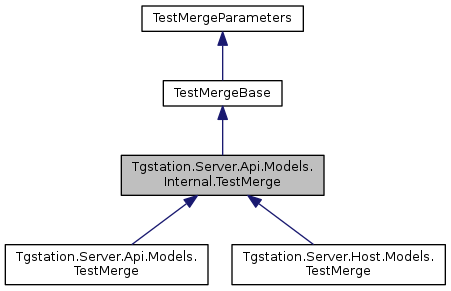 TestMergeParameters
TestMergeBase
Tgstation.Server.Api.Models.
Internal.TestMerge
Tgstation.Server.Api.Models.
TestMerge
Tgstation.Server.Host.Models.
TestMerge